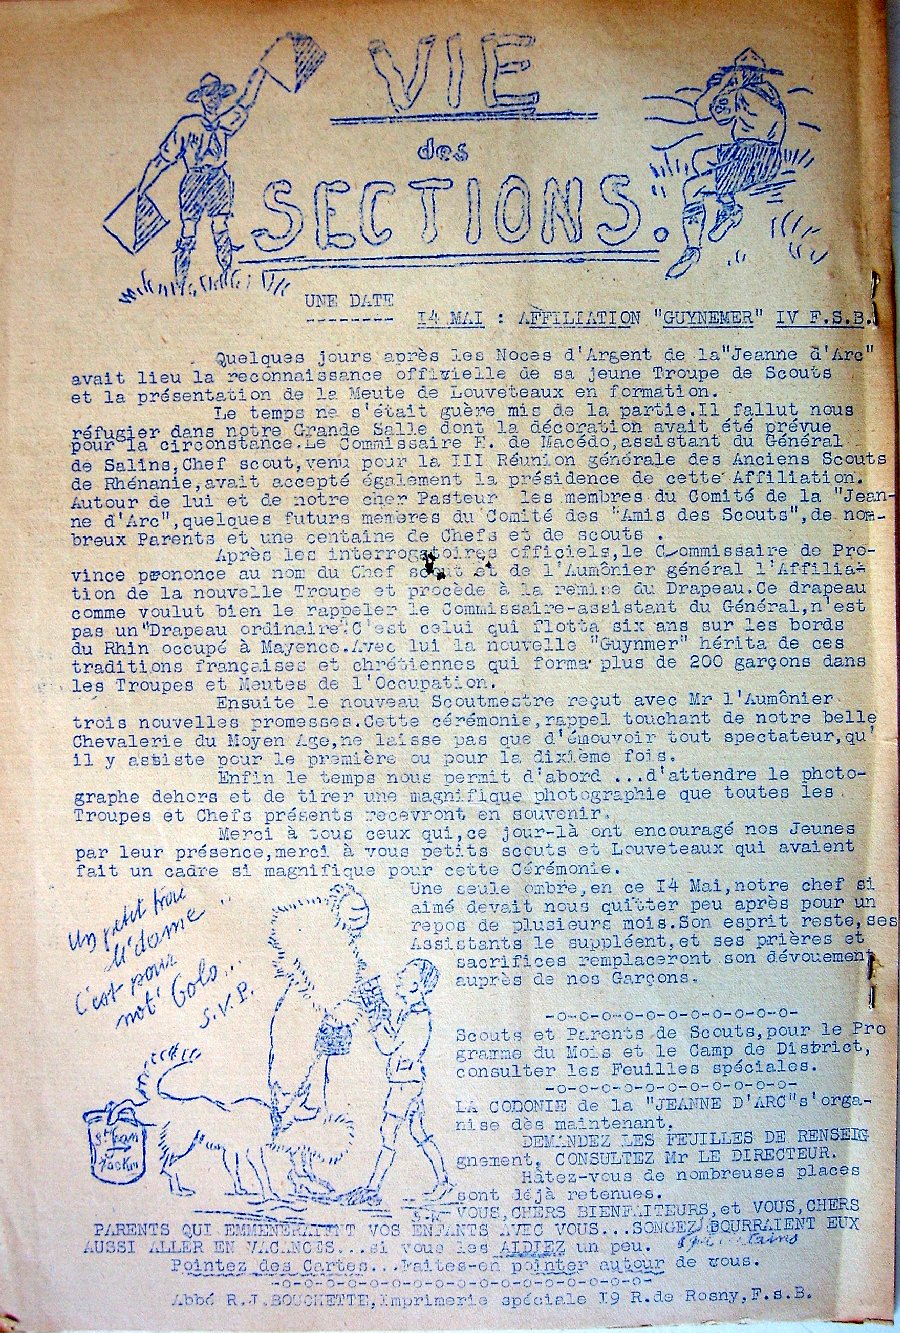 VIE
des
SECTIONS.
UNE DATE
14 MAI : AFFILIATION "GUYNEMER" IV F.S.B.
Quelques jours après les Noces d'Argent de la"Jeanne d'Arc"
avait lieu la reconnaissance officielle de sa jeune Troupe de Scouts
et la présentation de la Meute de Louveteaux en formation.
Le temps ne s'était guère mis de la partie.Il fallut nous
réfugier dans notre Grande Salle dont la décoration avait été prévue
pour la circonstance.Le Commissaire F. de Macédo,assistant du Général
de Salins,Chef scout,venu pour la III Réunion générale des Anciens Scouts
de Rhénanie,avait accepté également la présidence de cette Affiliation.
Autour de lui et de notre cher Pasteur les membres du Comité de la "Jean-
ne d'Arc",quelques futurs membres du Comité des "Amis des Scouts",de nom-
breux Parents et une centaine de Chefs et de scouts .
Après les interrogatoires officiels,le Commissaire de Pro-
vince prononce au nom du Chef scout et de l'Aumônier général l'Affilia-
tion de la nouvelle Troupe et procède à la remise du Drapeau.Ce drapeau
comme voulut bien le rappeler le Commissaire-assistant du Général,n'est
pas un"Drapeau ordinaire".C'est celui qui flotta six ans sur les bords
du Rhin occupé à Mayence.Avec lui la nouvelle "Guynmer" hérita de ces
traditions françaises et chrétiennes qui forma plus de 200 garçons dans
les Troupes et Meutes de l'Occupation.
Ensuite le nouveau Scoutmestre reçut avec Mr l'Aumônier
trois nouvelles promesses.Cette cérémonie,rappel touchant de notre belle
Chevalerie du Moyen Age,ne laisse pas que d'émouvoir tout spectateur,qu'
il y assiste pour le première ou pour la dixième fois.
Enfin le temps nous permit d'abord ...d'attendre le photo-
graphe dehors et de tirer une magnifique photographie que toutes les
Troupes et Chefs présents recevront en souvenir.
Merci à tous ceux qui,ce jour-là ont encouragé nos Jeunes
par leur présence,merci à vous petits scouts et Louveteaux qui avaient
fait un cadre si magnifique pour cette Cérémonie.
Une seule ombre,en ce 14 Mai,notre chef si
aimé devait nous quitter peu après pour un
repos de plusieurs mois.Son esprit reste,ses
Assistants le suppléent,et ses prières et
sacrifices remplaceront son dévouement
auprès de nos Garçons.
Un petit trou
M'dame ..
C'est pour
not' Golo...
S.V.P.
-o-o-o-o-o-o-o-o-o-o-o-
Scouts et Parents de Scouts,pour le Pro
gramme du Mois et le Camp de District,
consulter les Feuilles spéciales.
-o-o-o-o-o-o-o-o-o-o-o-
LA COLONIE de la "JEANNE D'ARC"s'orga-
nise dès maintenant.
DEMANDEZ LES FEUILLES DE RENSEIG
gnement, CONSULTEZ Mr LE DIRECTEUR.
Hâtez-vous de nombreuses places
sont déjà retenues.
VOUS,CHERS BIENFAITEURS,et VOUS,CHERS
PARENTS QUI EMMENERAIENT VOS ENFANTS AVEC VOUS...SONGEZ POURRAIENT EUX
que certains
AUSSI ALLER EN VACANCES...si vous les AIDIEZ un peu.
Pointez des Cartes...Faites-en pointer autour de vous.
-o-o-o-o-o-o-o-o-o-o-o-o-o-o-o-o-o-o-o-o-
Abbé R.J.BOUCHETTE,Imprimerie spéciale 19 R.de Rosny,F.s.B.